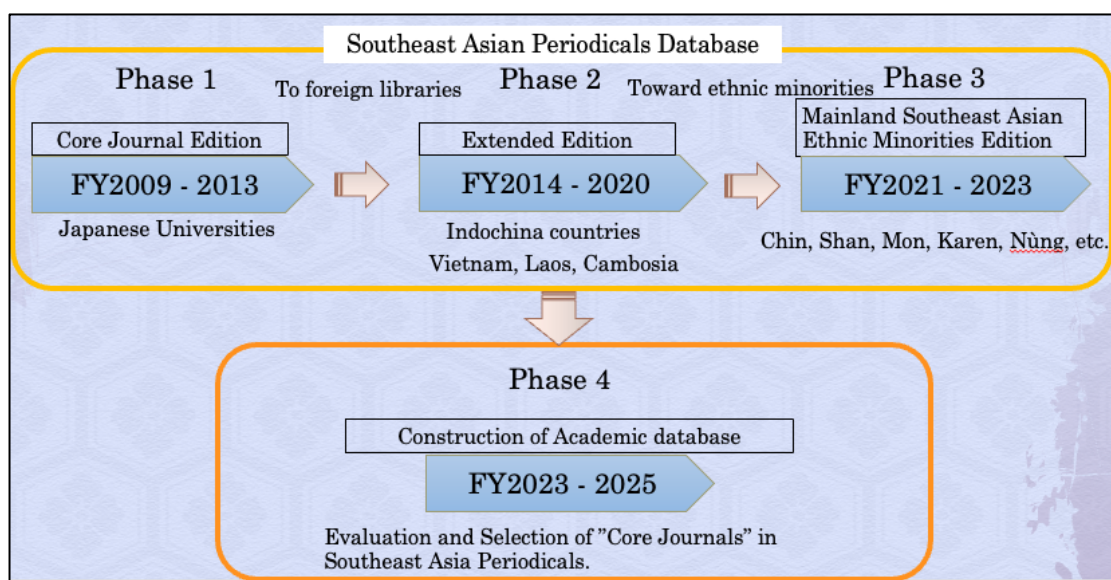 Southeast Asian Periodicals Database
Phase 1
To foreign libraries
Phase 2
Toward ethnic minorities
Phase 3
Core Journal Edition
FY2009 - 2013
Japanese Universities
Extended Edition
FY2014 - 2020
Indochina countries
Vietnam, Laos, Cambosia
Mainland Southeast Asian
Ethnic Minorities Edition
FY2021 - 2023
Chin, Shan, Mon, Karen, Nùng, etc.
Phase 4
Construction of Academic database
FY2023 - 2025
Evaluation and Selection of ”Core Journals” in
Southeast Asia Periodicals.